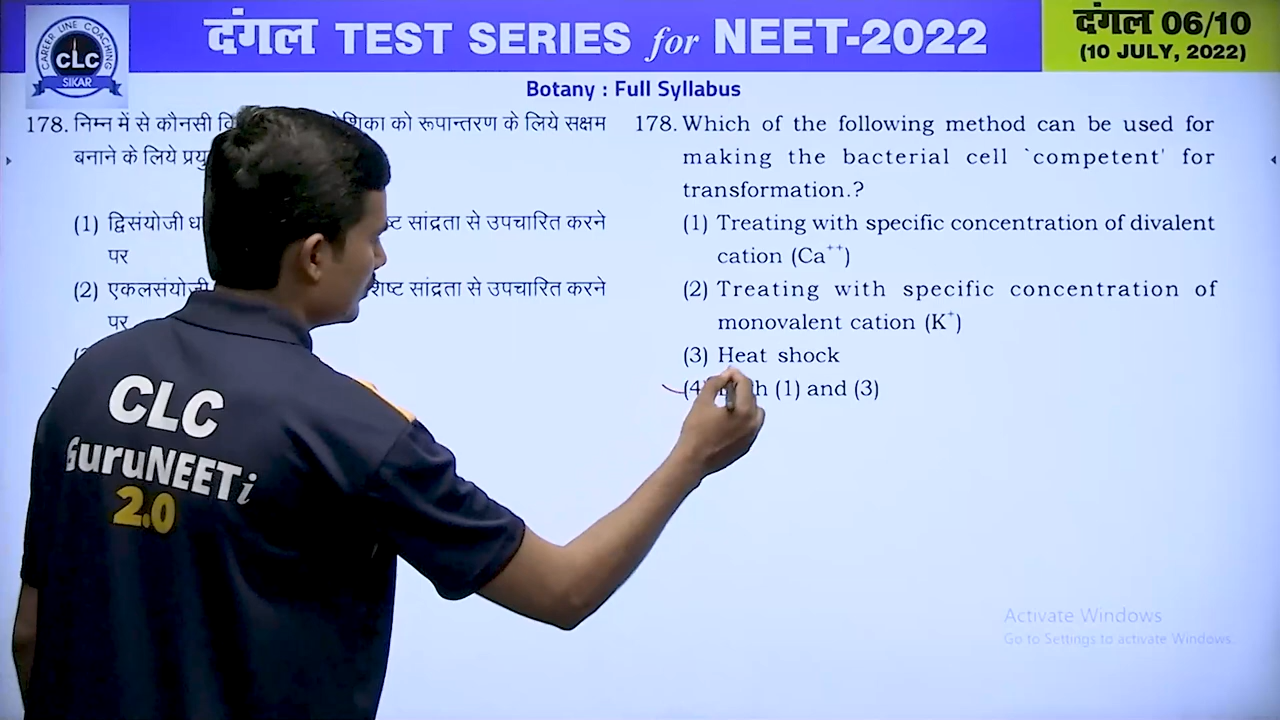 CAREER LINE COACHING
CLC
SIKAR
दंगल TEST SERIES for NEET-2022
दंगल 06/10
(10 JULY, 2022)
Botany : Full Syllabus
178. निम्न में से कौनसी को रूपान्तरण के लिये सक्षम
बनाने के लिये
(1) द्विसंयोजी सांद्रता से उपचारित करने
पर
(2) सांद्रता से उपचारित करने
पर
178. Which of the following method can be used for
making the bacterial cell `competent' for
transformation.?
(1) Treating with specific concentration of divalent
cation (Ca⁺⁺)
(2) Treating with specific concentration of
monovalent cation (K⁺)
(3) Heat shock
(4) (1) and (3)
CLC
GuruNEETi
2.0
Activate Windows
Go to Settings to activate Windows.